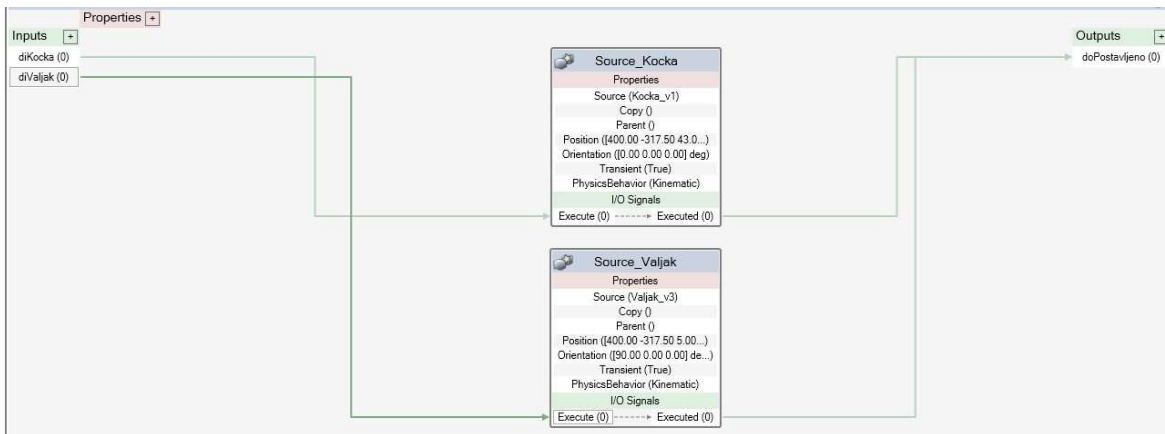 Properties +
Inputs +
Outputs +
diKocka (0)
diValjak (0)
doPostavljeno (0)
Source_Kocka
Properties
Source (Kocka_v1)
Copy ()
Parent ()
Position ([400.00 -317.50 43.0...)
Orientation ([0.00 0.00 0.00] deg)
Transient (True)
PhysicsBehavior (Kinematic)
I/O Signals
Execute (0) Executed (0)
Source_Valjak
Properties
Source (Valjak_v3)
Copy ()
Parent ()
Position ([400.00 -317.50 5.00...)
Orientation ([90.00 0.00 0.00] de...)
Transient (True)
PhysicsBehavior (Kinematic)
I/O Signals
Execute (0) Executed (0)